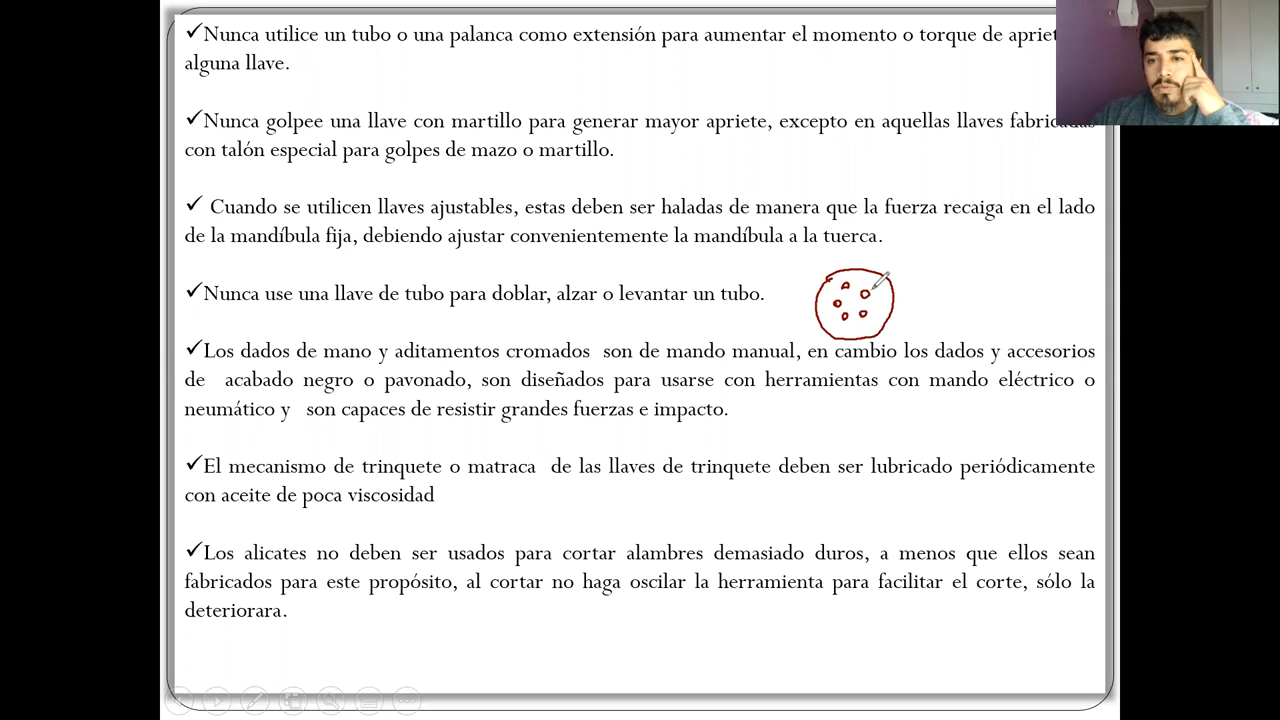 ✓Nunca utilice un tubo o una palanca como extensión para aumentar el momento o torque de
alguna llave.
✓Nunca golpee una llave con martillo para generar mayor apriete, excepto en aquellas llaves fabricadas
con talón especial para golpes de mazo o martillo.
✓ Cuando se utilicen llaves ajustables, estas deben ser haladas de manera que la fuerza recaiga en el lado
de la mandíbula fija, debiendo ajustar convenientemente la mandíbula a la tuerca.
✓Nunca use una llave de tubo para doblar, alzar o levantar un tubo.
✓Los dados de mano y aditamentos cromados son de mando manual, en cambio los dados y accesorios
de acabado negro o pavonado, son diseñados para usarse con herramientas con mando eléctrico o
neumático y son capaces de resistir grandes fuerzas e impacto.
✓El mecanismo de trinquete o matraca de las llaves de trinquete deben ser lubricado periódicamente
con aceite de poca viscosidad
✓Los alicates no deben ser usados para cortar alambres demasiado duros, a menos que ellos sean
fabricados para este propósito, al cortar no haga oscilar la herramienta para facilitar el corte, sólo la
deteriorara.